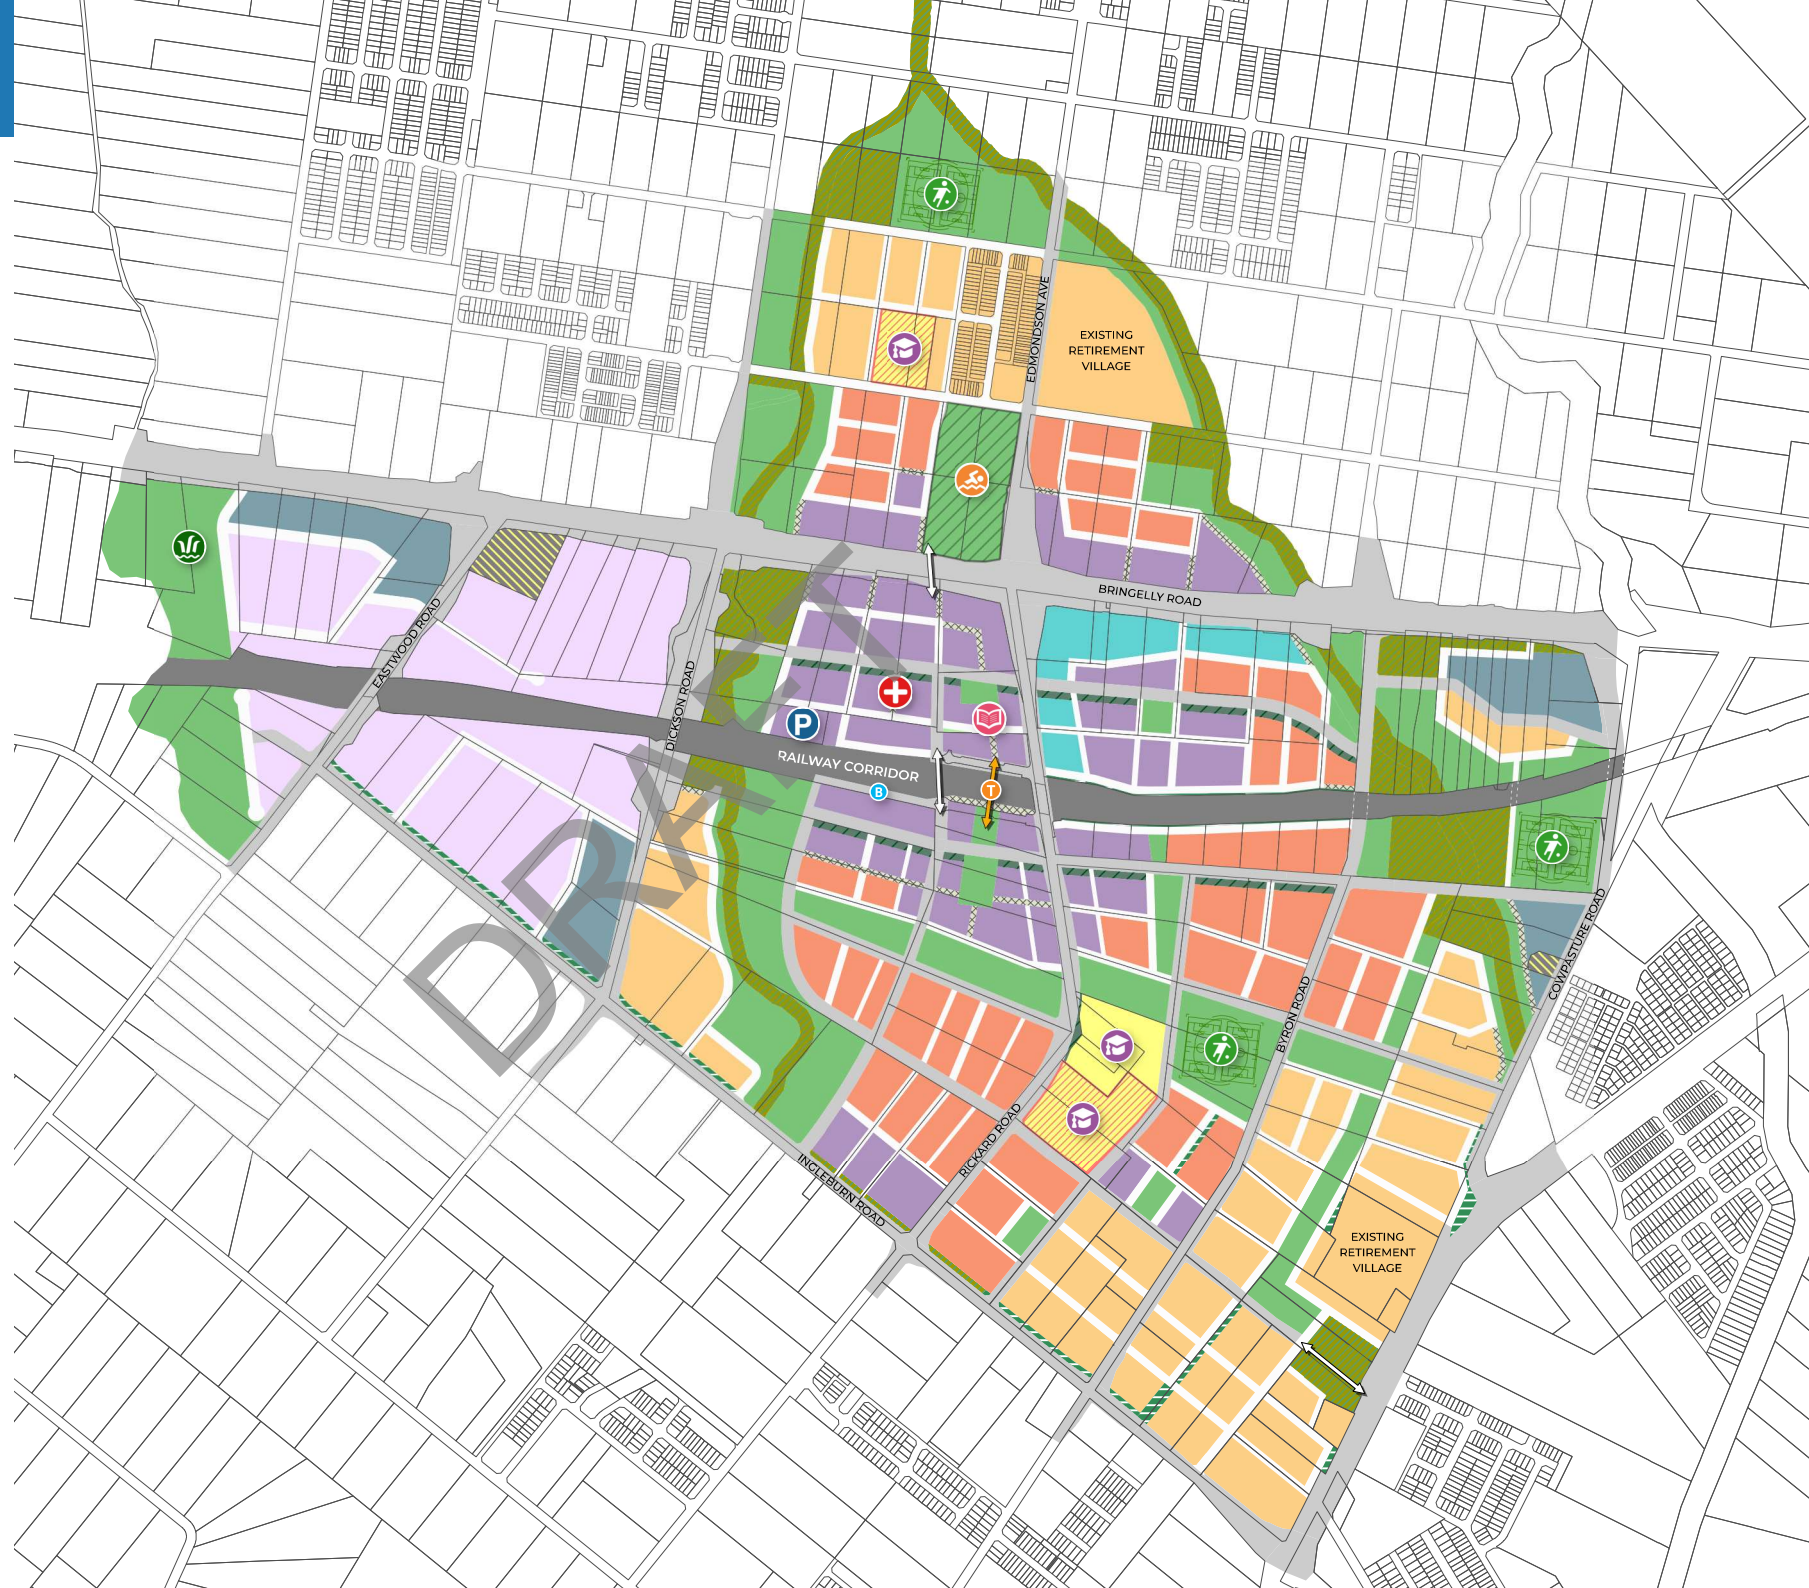 EDMONDSON AVE
EXISTING
RETIREMENT
VILLAGE
BRINGELLY ROAD
EASTWOOD ROAD
DICKSON ROAD
P
RAILWAY CORRIDOR
B
T
DRAFT
COWPASTURE ROAD
BYRON ROAD
RICKARD ROAD
INGLEBURN ROAD
EXISTING
RETIREMENT
VILLAGE